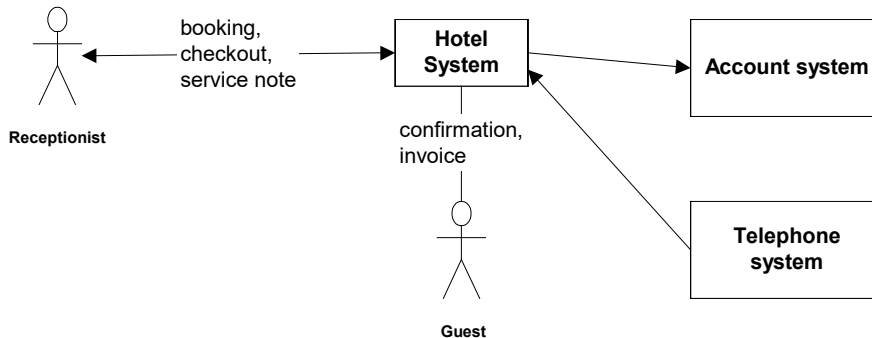 booking,
checkout,
service note
Receptionist
Hotel
System
Account system
confirmation,
invoice
Guest
Telephone
system